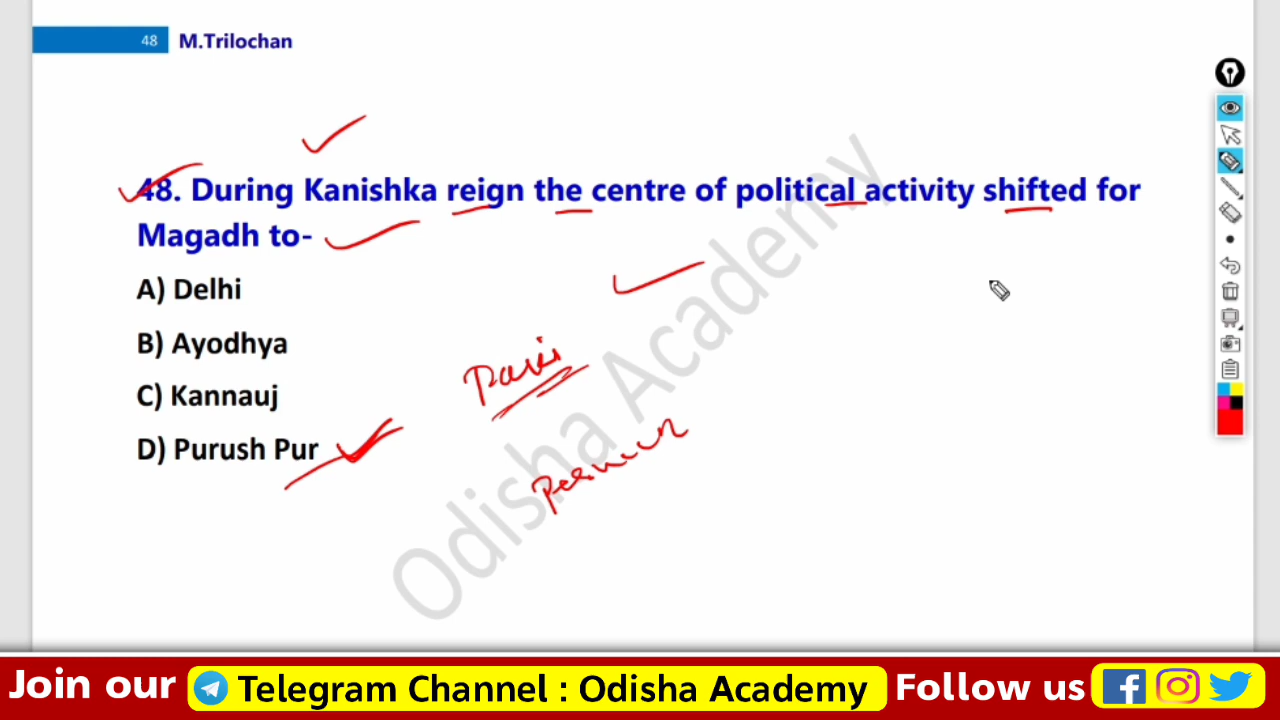 48 M.Trilochan
48. During Kanishka reign the centre of political activity shifted for
Magadh to-
A) Delhi
B) Ayodhya
C) Kannauj
D) Purush Pur
Odisha Academy
Join our Telegram Channel : Odisha Academy Follow us